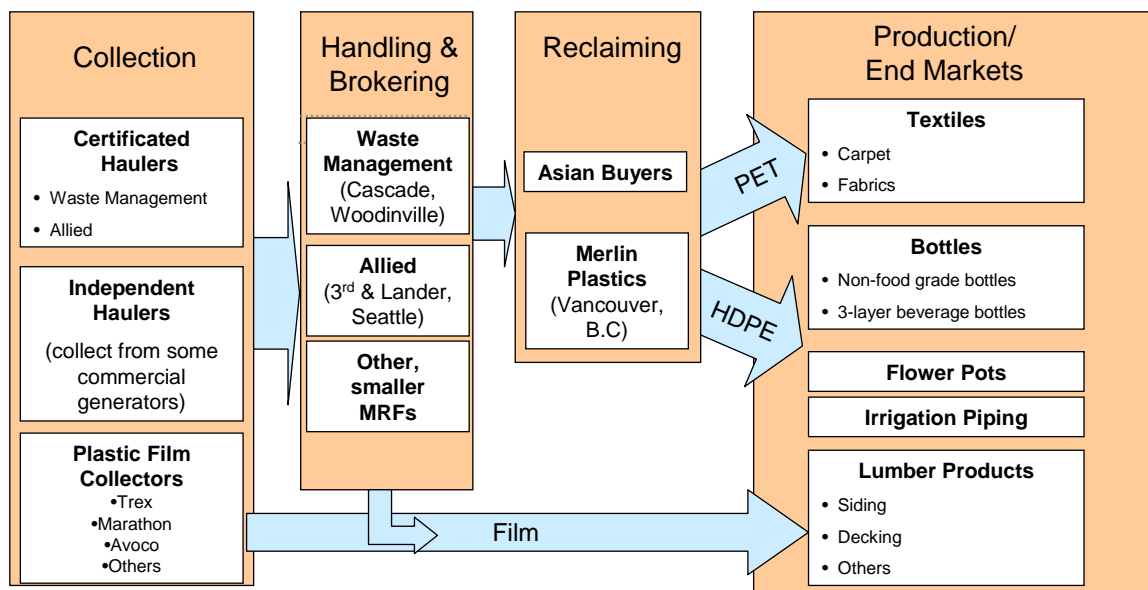 Collection
Certificated
Haulers
• Waste Management
• Allied
Independent
Haulers
(collect from some
commercial
generators)
Plastic Film
Collectors
•Trex
•Marathon
•Avoco
•Others
Handling &
Brokering
Waste
Management
(Cascade,
Woodinville)
Allied
(3rd & Lander,
Seattle)
Other,
smaller
MRFs
Reclaiming
Asian Buyers
Merlin
Plastics
(Vancouver,
B.C)
PET
HDPE
Film
Production/
End Markets
Textiles
• Carpet
• Fabrics
Bottles
• Non-food grade bottles
• 3-layer beverage bottles
Flower Pots
Irrigation Piping
Lumber Products
• Siding
• Decking
• Others